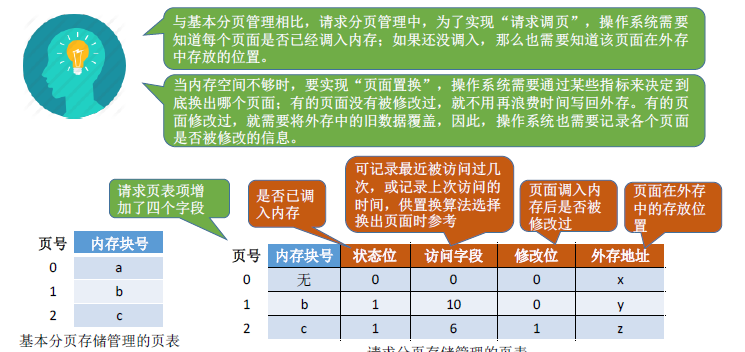 与基本分页管理相比，请求分页管理中，为了实现“请求调页”，操作系统需要
知道每个页面是否已经调入内存；如果还没调入，那么也需要知道该页面在外存
中存放的位置。
当内存空间不够时，要实现“页面置换”，操作系统需要通过某些指标来决定到
底换出哪个页面；有的页面没有被修改过，就不用再浪费时间写回外存。有的页
面修改过，就需要将外存中的旧数据覆盖，因此，操作系统也需要记录各个页面
是否被修改的信息。
请求页表项增
加了四个字段
是否已调
入内存
可记录最近被访问过几
次，或记录上次访问的
时间，供置换算法选择
换出页面时参考
页面调入内
存后是否被
修改过
页面在外存
中的存放位
置
页号 内存块号
0 a
1 b
2 c
基本分页存储管理的页表
页号 内存块号 状态位 访问字段 修改位 外存地址
0 无 0 0 0 x
1 b 1 10 0 y
2 c 1 6 1 z
请求分页存储管理的页表